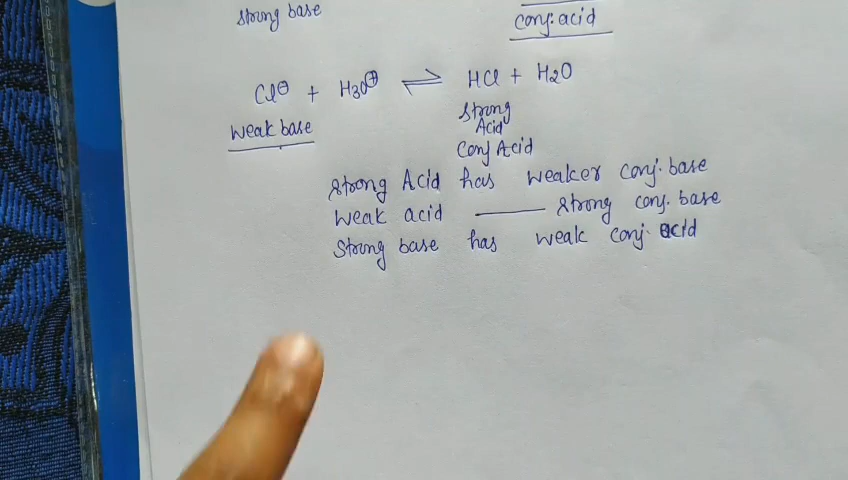 strong base
conj. acid
Cl⊖ + H3O⊕ ⇌ HCl + H2O
Weak base
Strong
Acid
Conj Acid
Strong Acid has weaker conj. base
Weak acid —— strong conj. base
Strong base has weak conj. acid